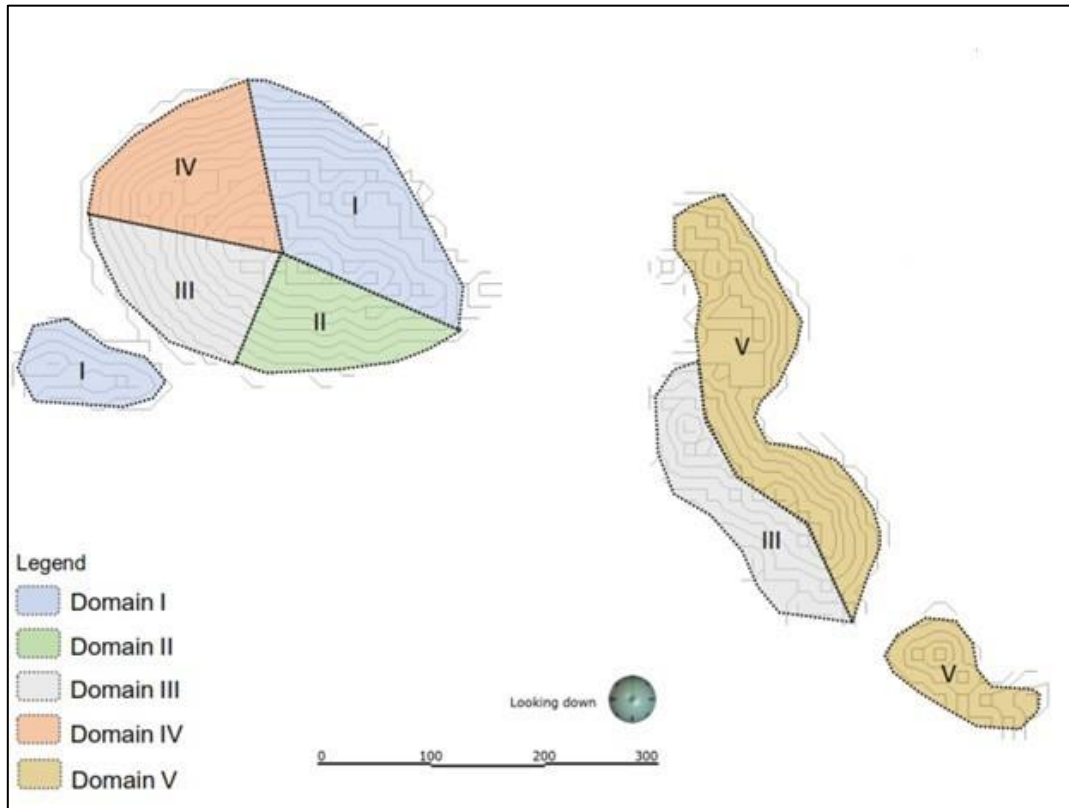 IV
I
III
II
I
V
III
V
Legend
Domain I
Domain II
Domain III
Domain IV
Domain V
Looking down
0 100 200 300